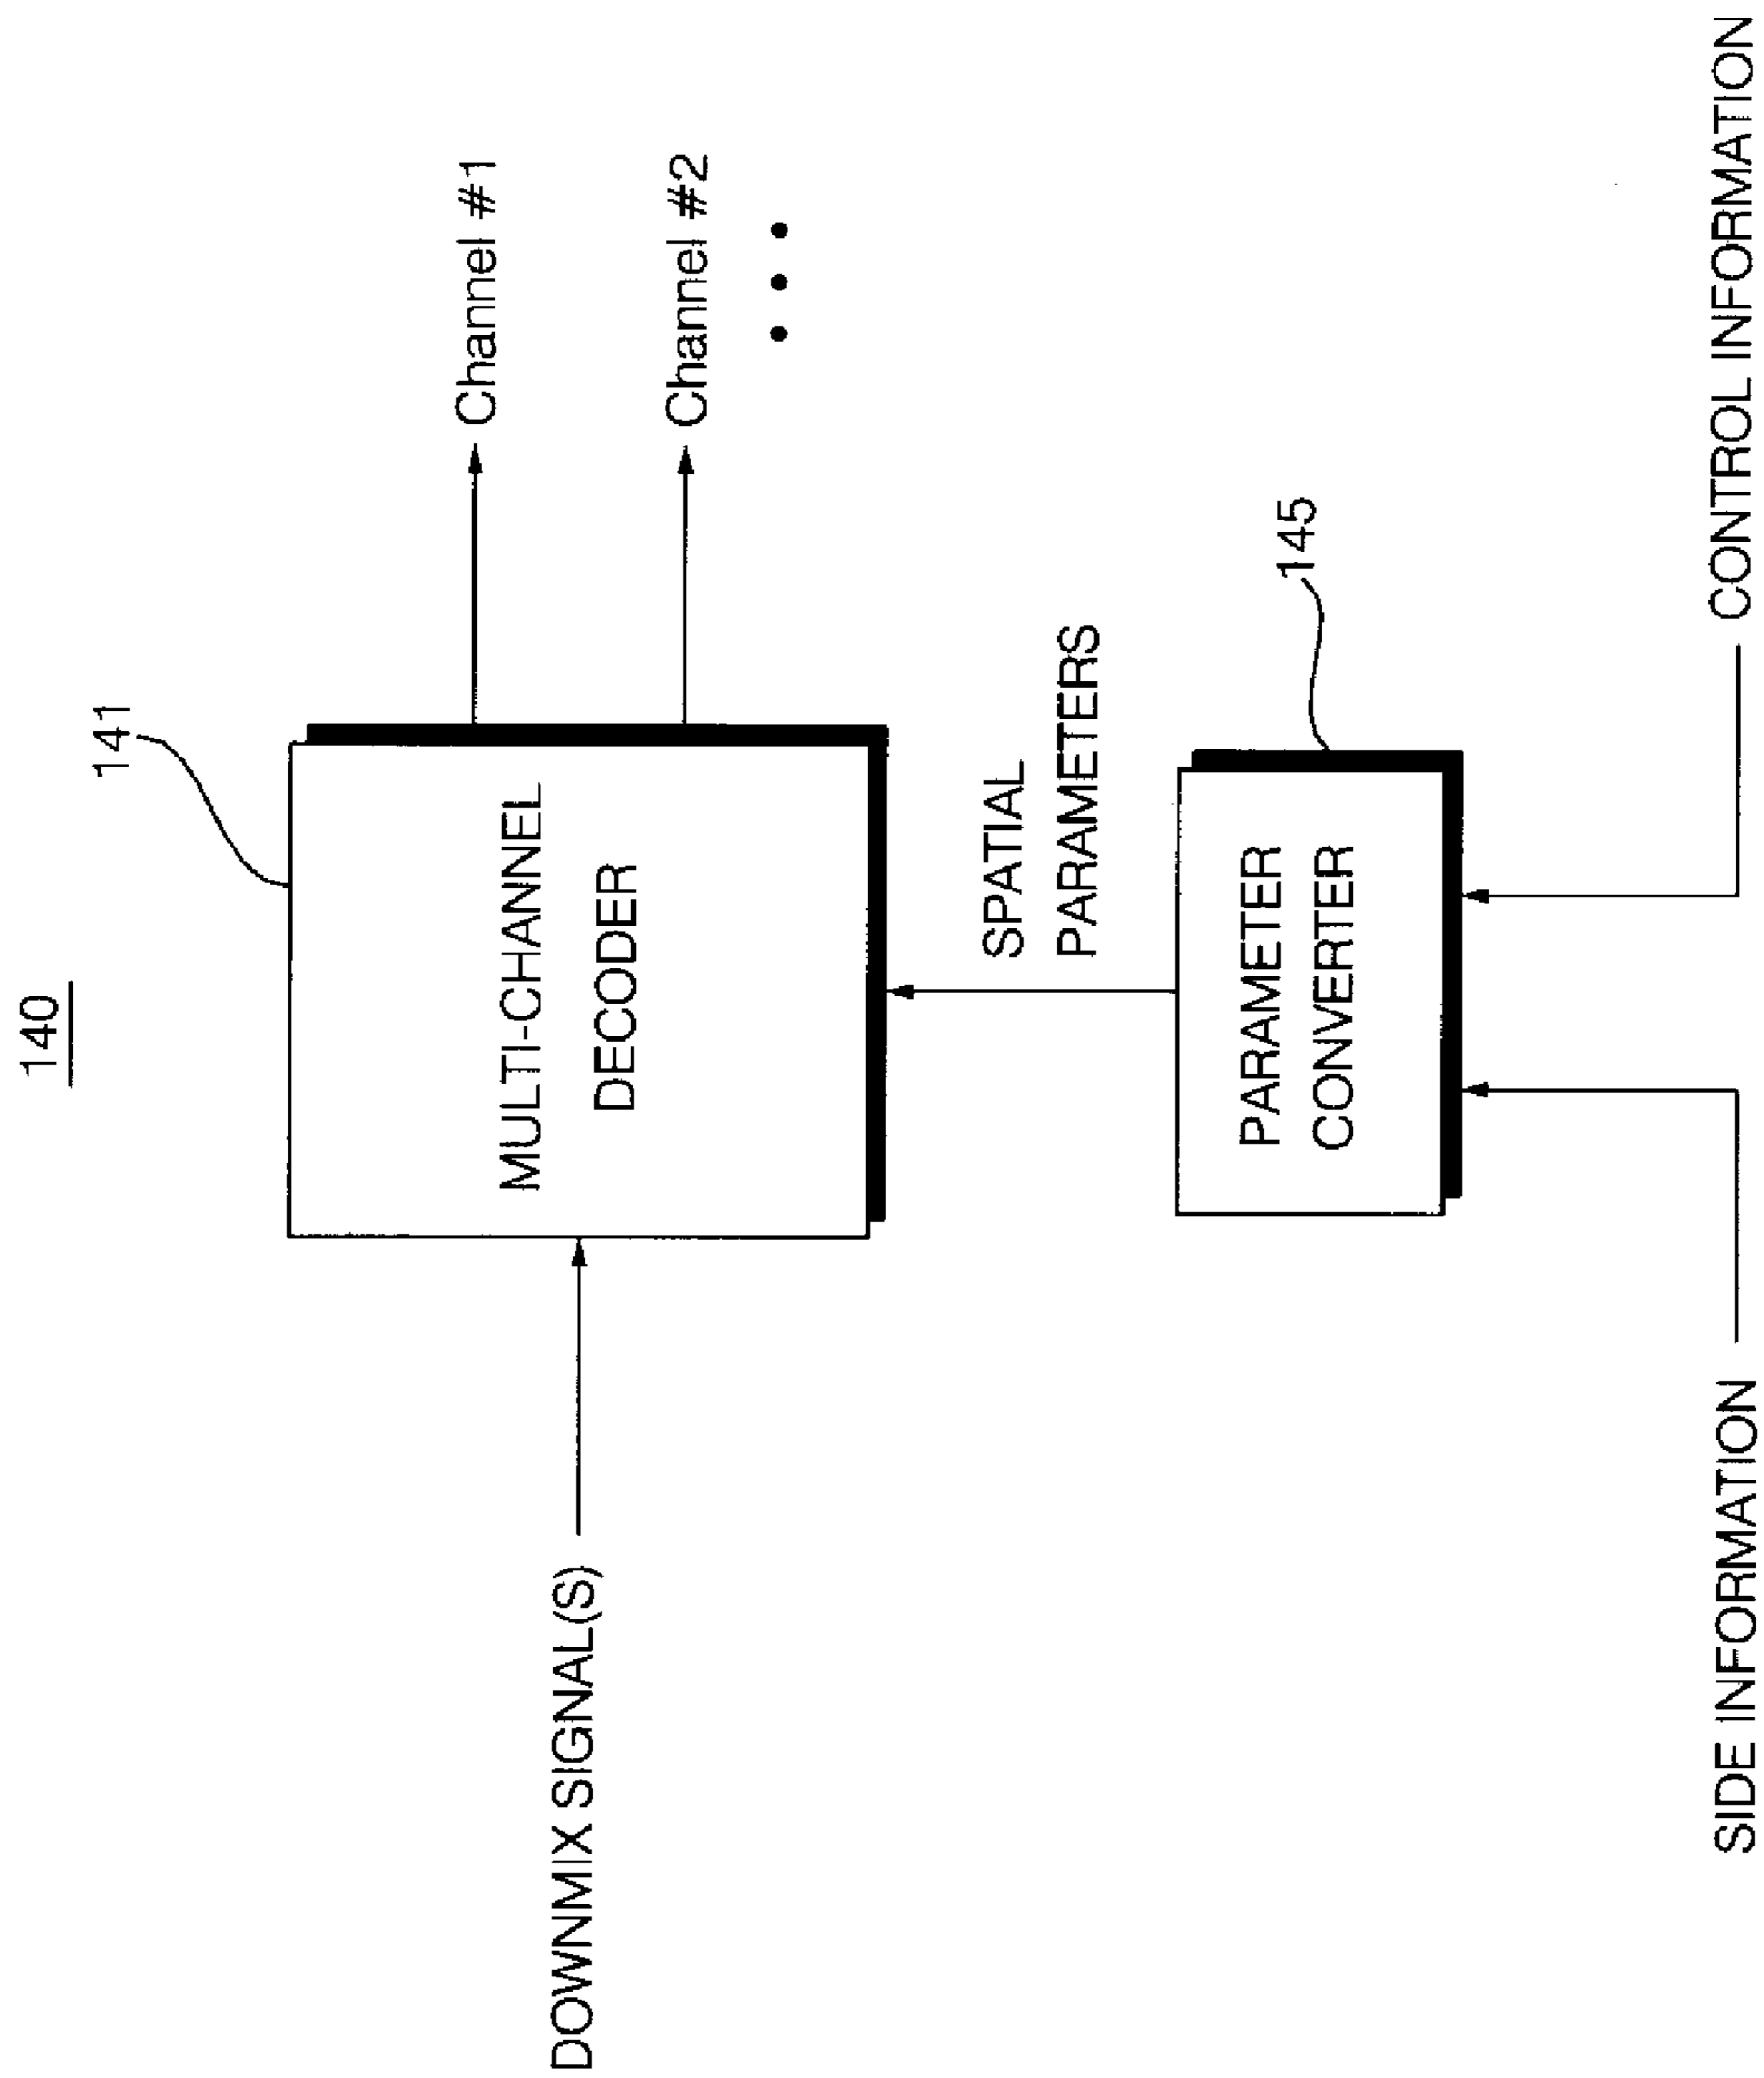 140
141
MULTI-CHANNEL
DECODER
Channel #1
Channel #2
• • •
DOWNMIX SIGNAL(S)
SPATIAL
PARAMETERS
145
PARAMETER
CONVERTER
SIDE INFORMATION
CONTROL INFORMATION